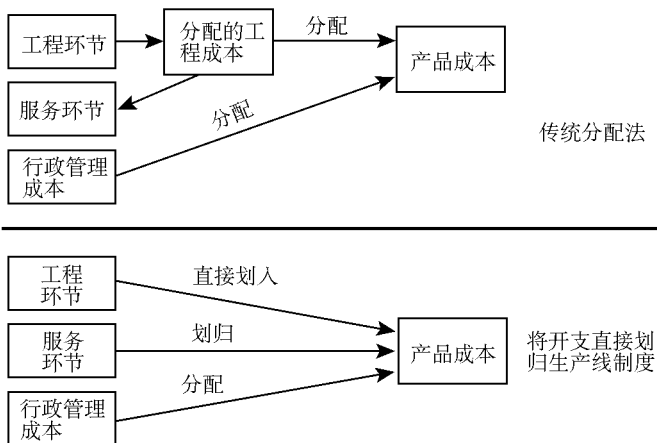 工程环节
分配的工
程成本
分配
产品成本
服务环节
分配
传统分配法
行政管理
成本
工程
环节
直接划入
服务
环节
划归
产品成本
将开支直接划
归生产线制度
分配
行政管理
成本